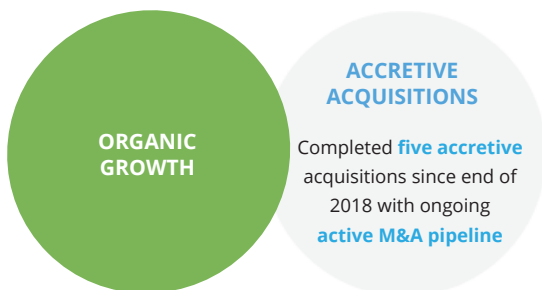 ORGANIC
GROWTH
ACCRETIVE
ACQUISITIONS
Completed five accretive
acquisitions since end of
2018 with ongoing
active M&A pipeline